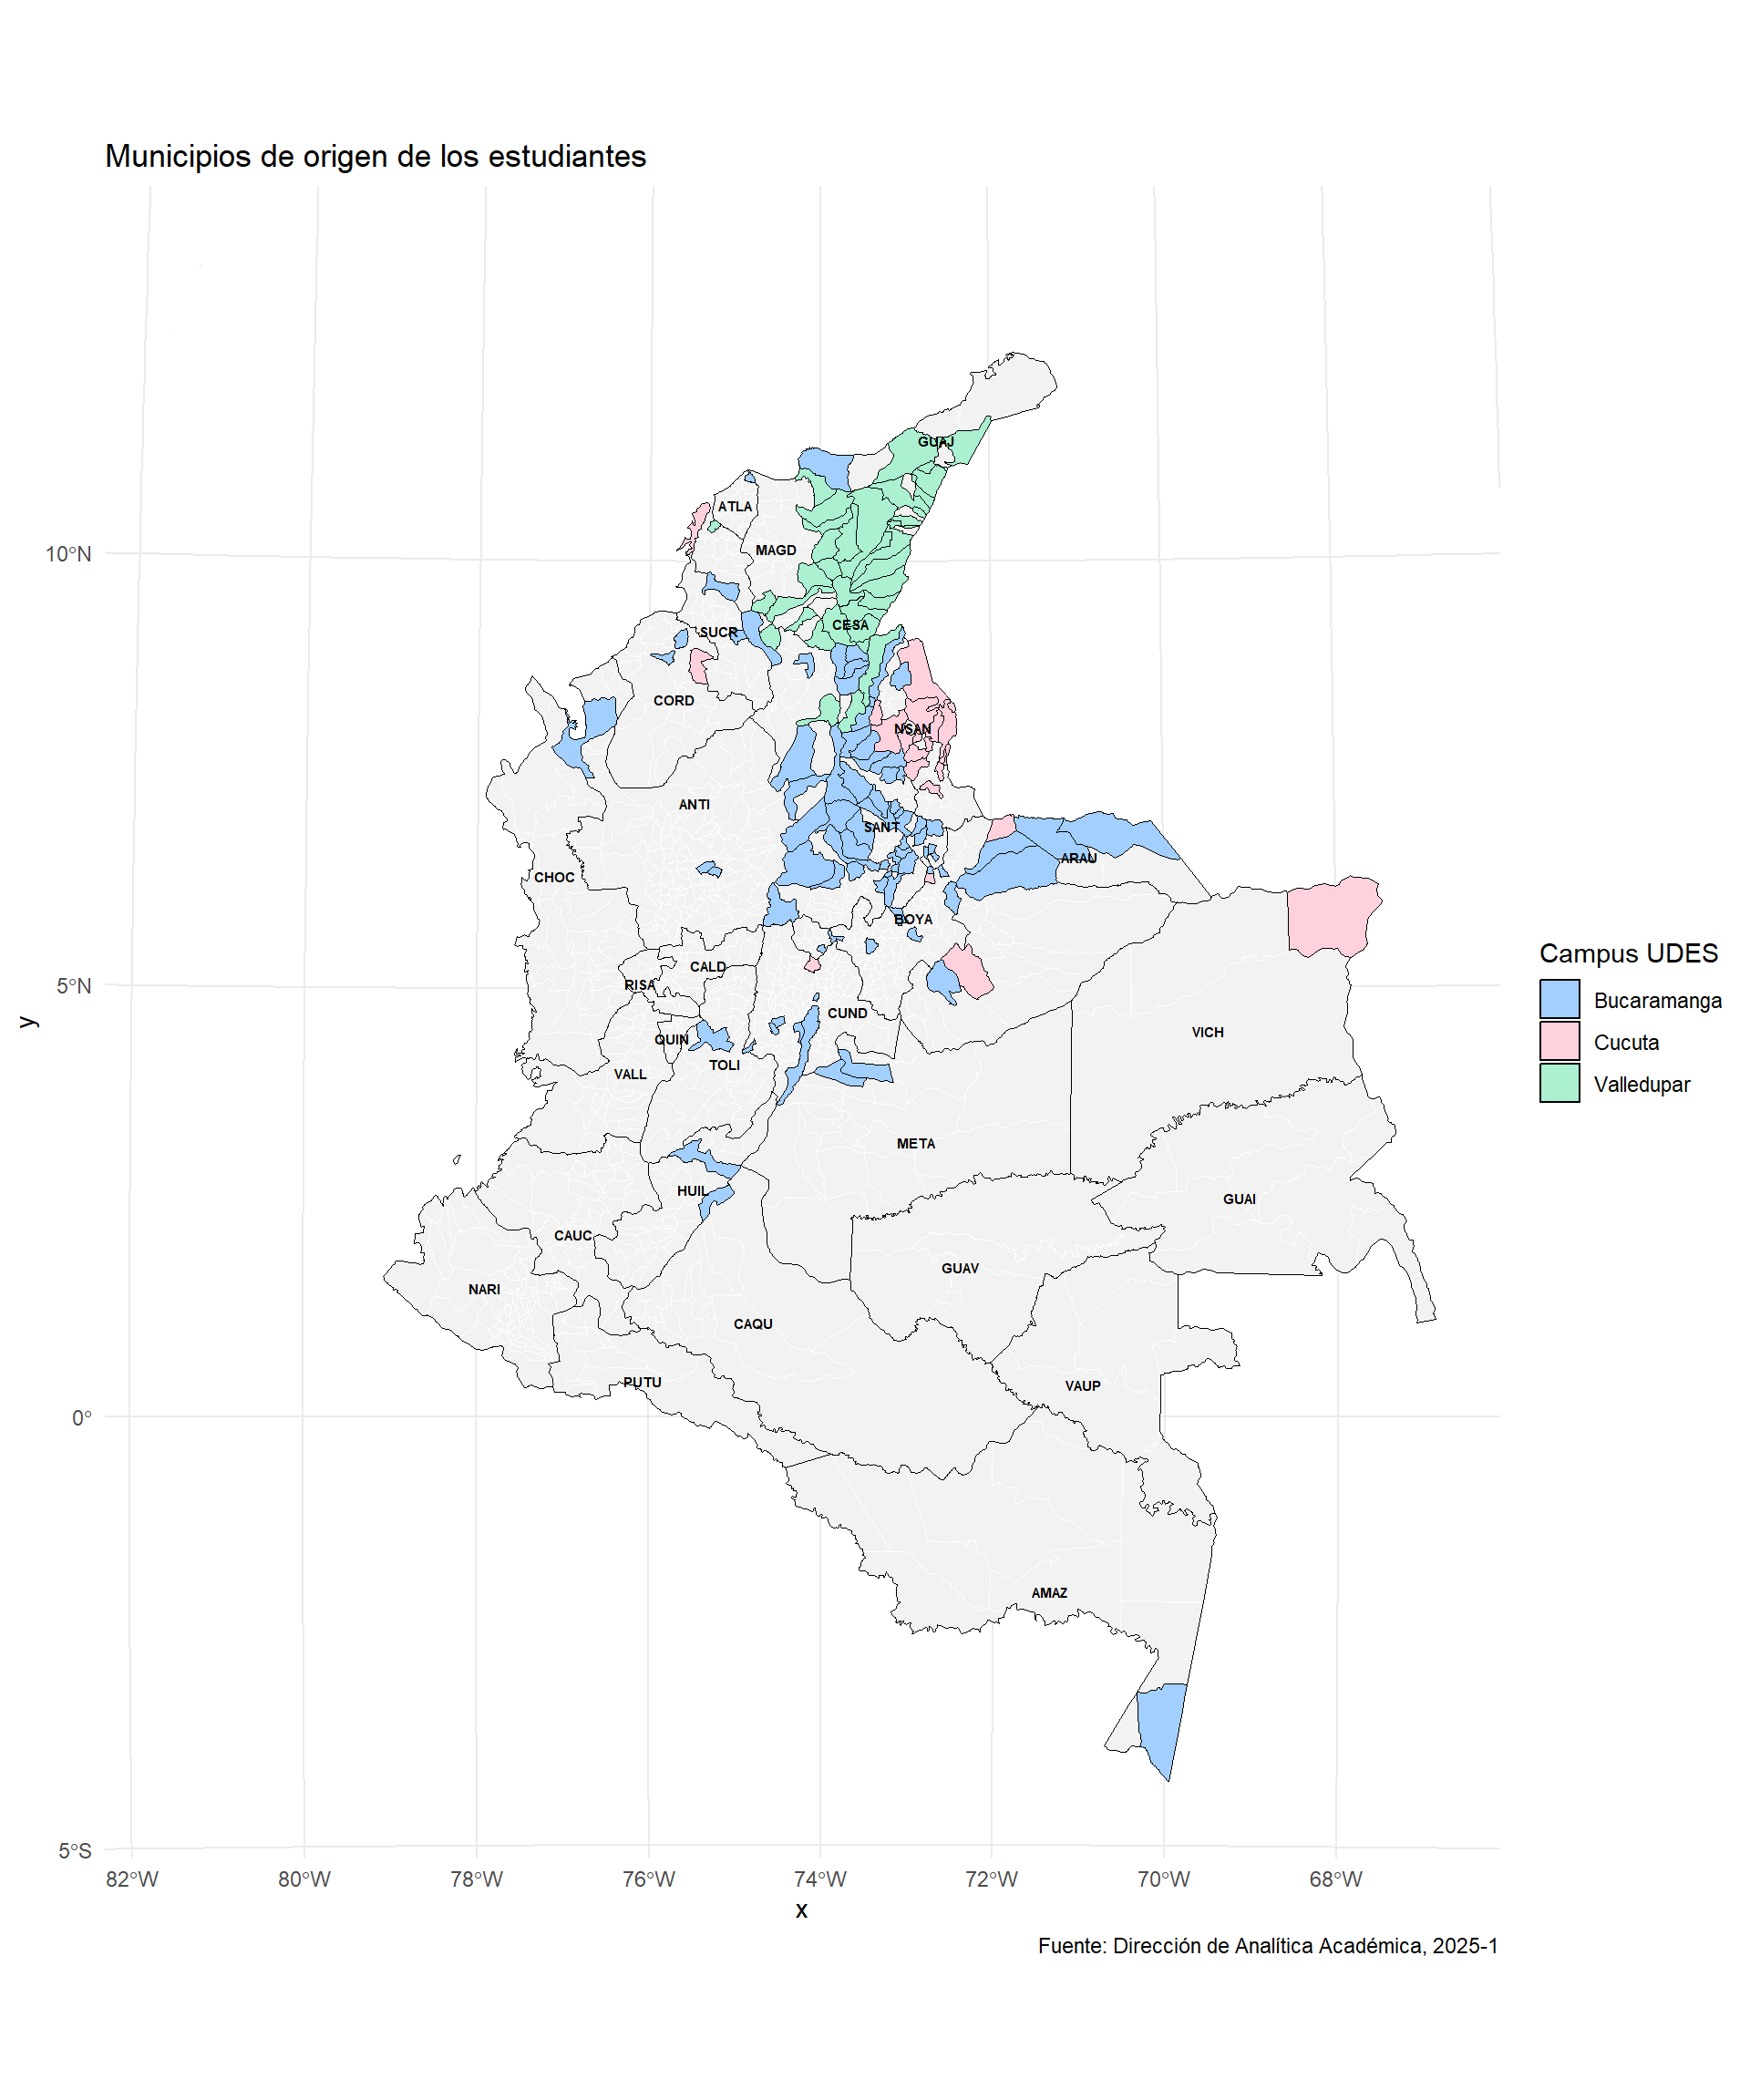 Municipios de origen de los estudiantes
GUAJ
ATLA
MAGD
10°N
CESA
SUCR
CORD
NSAN
ANTI
SANT
ARAU
CHOC
BOYA
Campus UDES
CALD
5°N
RISA
Bucaramanga
CUND
y
VICH
QUIN
Cucuta
TOLI
VALL
Valledupar
META
HUIL
GUAI
CAUC
GUAV
NARI
CAQU
PUTU
VAUP
0°
AMAZ
5°S
82°W 80°W 78°W 76°W 74°W 72°W 70°W 68°W
x
Fuente: Dirección de Analítica Académica, 2025-1